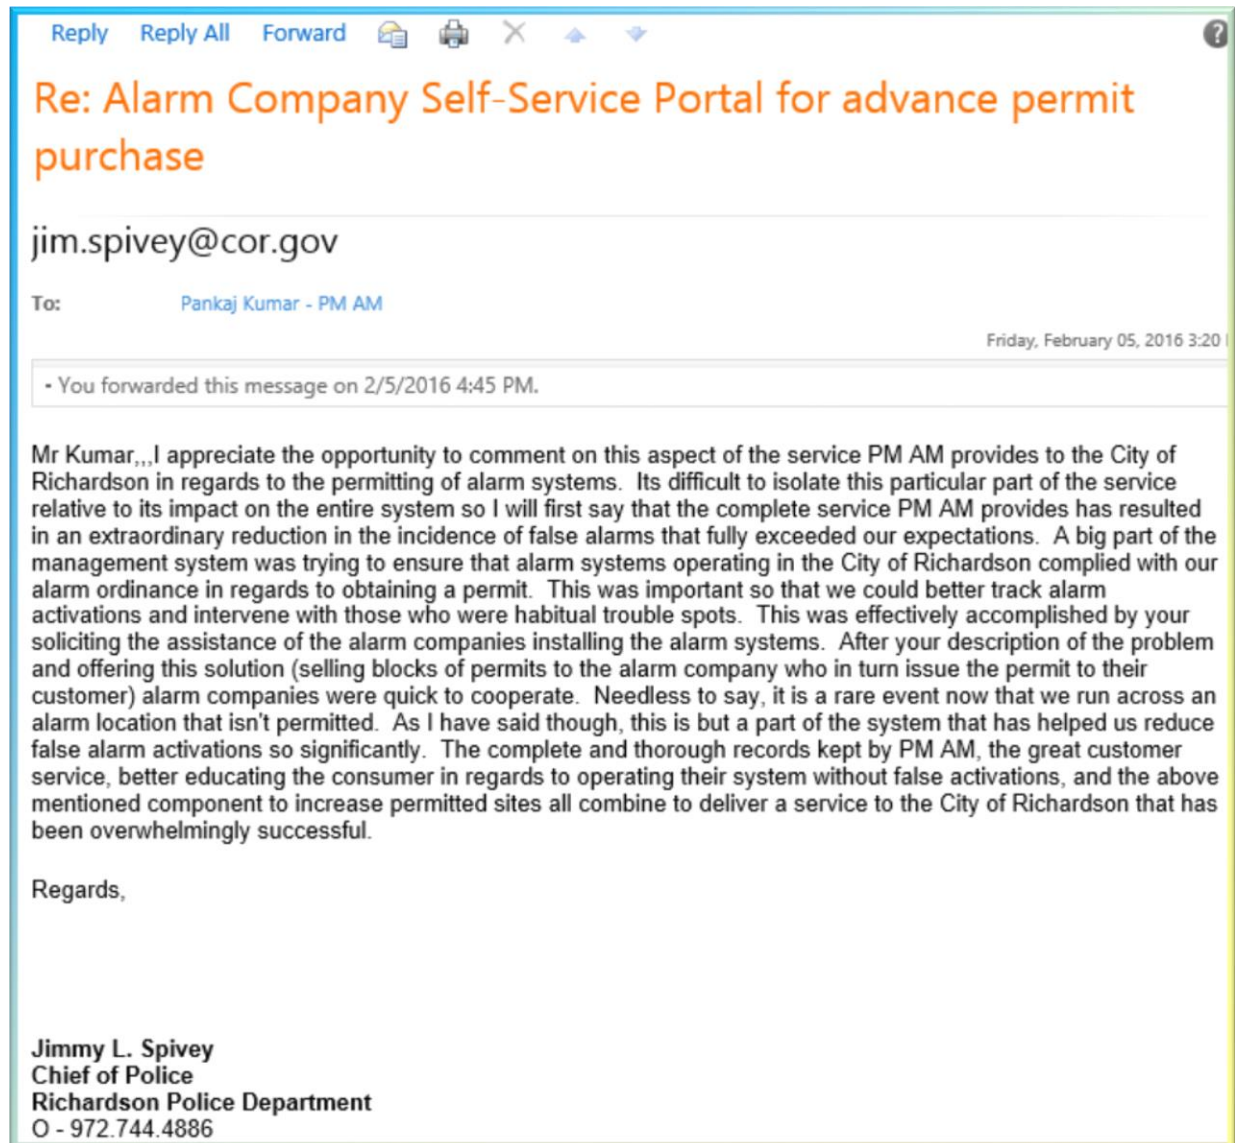 Reply Reply All Forward
Re: Alarm Company Self-Service Portal for advance permit
purchase
jim.spivey@cor.gov
To: Pankaj Kumar - PM AM
Friday, February 05, 2016 3:20
▪ You forwarded this message on 2/5/2016 4:45 PM.
Mr Kumar,,,I appreciate the opportunity to comment on this aspect of the service PM AM provides to the City of
Richardson in regards to the permitting of alarm systems.  Its difficult to isolate this particular part of the service
relative to its impact on the entire system so I will first say that the complete service PM AM provides has resulted
in an extraordinary reduction in the incidence of false alarms that fully exceeded our expectations.  A big part of the
management system was trying to ensure that alarm systems operating in the City of Richardson complied with our
alarm ordinance in regards to obtaining a permit.  This was important so that we could better track alarm
activations and intervene with those who were habitual trouble spots.  This was effectively accomplished by your
soliciting the assistance of the alarm companies installing the alarm systems.  After your description of the problem
and offering this solution (selling blocks of permits to the alarm company who in turn issue the permit to their
customer) alarm companies were quick to cooperate.  Needless to say, it is a rare event now that we run across an
alarm location that isn't permitted.  As I have said though, this is but a part of the system that has helped us reduce
false alarm activations so significantly.  The complete and thorough records kept by PM AM, the great customer
service, better educating the consumer in regards to operating their system without false activations, and the above
mentioned component to increase permitted sites all combine to deliver a service to the City of Richardson that has
been overwhelmingly successful.
Regards,
Jimmy L. Spivey
Chief of Police
Richardson Police Department
O - 972.744.4886